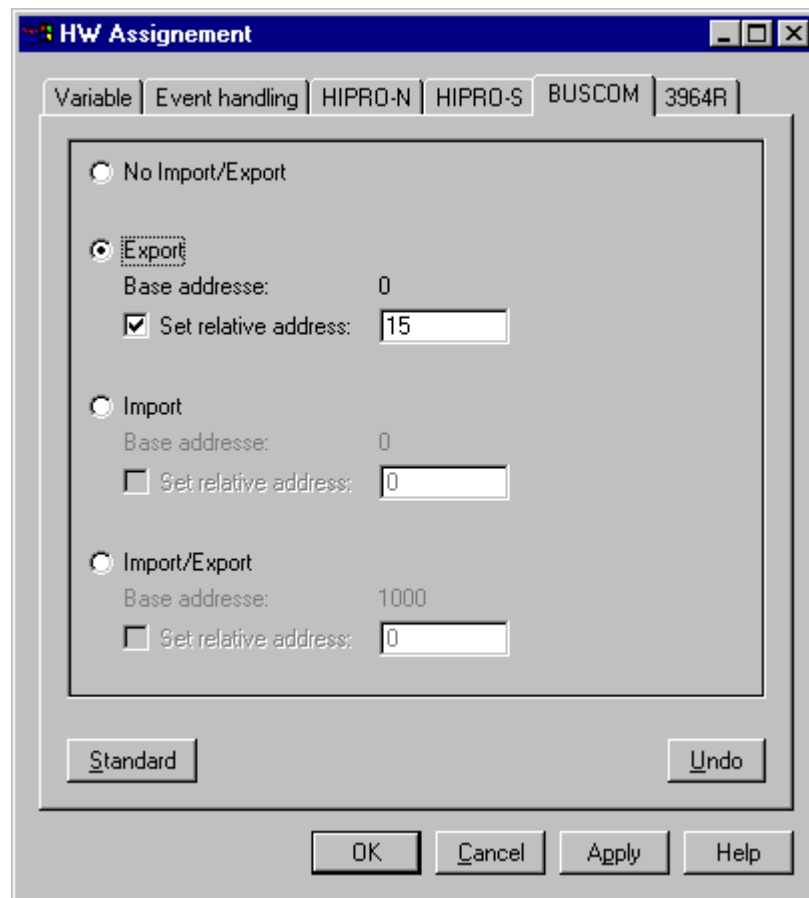 HW Assignement
Variable Event handling HIPRO-N HIPRO-S BUSCOM 3964R
No Import/Export
Export
Base addresse: 0
Set relative address: 15
Import
Base addresse: 0
Set relative address: 0
Import/Export
Base addresse: 1000
Set relative address: 0
Standard Undo
OK Cancel Apply Help